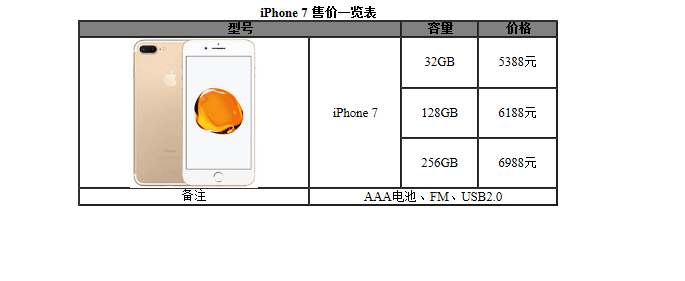 iPhone 7 售价一览表
型号 容量 价格
32GB 5388元
iPhone 7 128GB 6188元
256GB 6988元
备注 AAA电池、FM、USB2.0